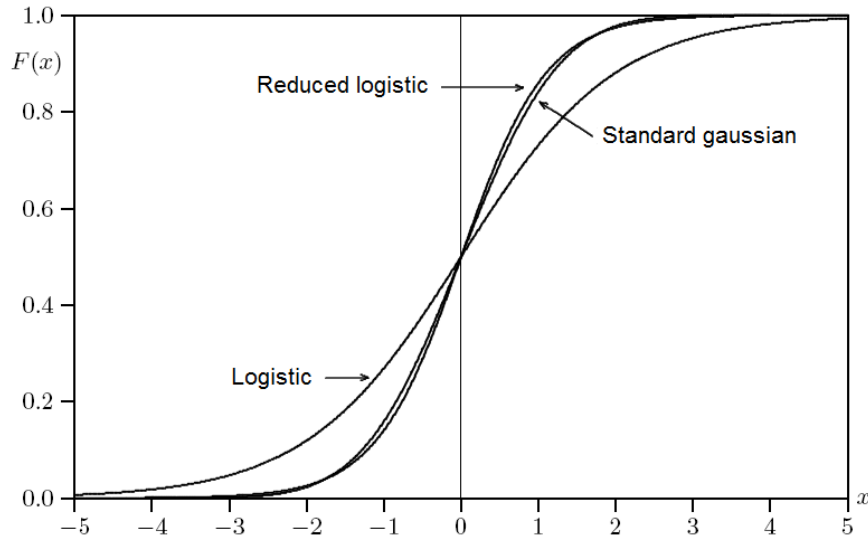 1.0
F(x)
Reduced logistic
0.8
Standard gaussian
0.6
0.4
Logistic
0.2
0.0
x
−5 −4 −3 −2 −1 0 1 2 3 4 5